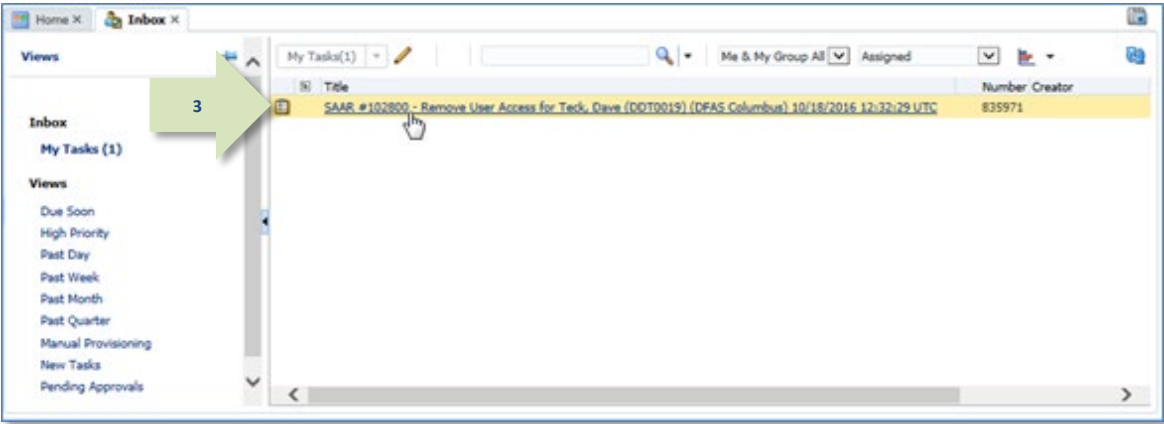 Home × Inbox ×
Views
My Tasks(1) Me & My Group All Assigned
Title Number Creator
3
SAAR #102800 - Remove User Access for Teck, Dave (DDT0019) (DFAS Columbus) 10/18/2016 12:32:29 UTC 835971
Inbox
My Tasks (1)
Views
Due Soon
High Priority
Past Day
Past Week
Past Month
Past Quarter
Manual Provisioning
New Tasks
Pending Approvals